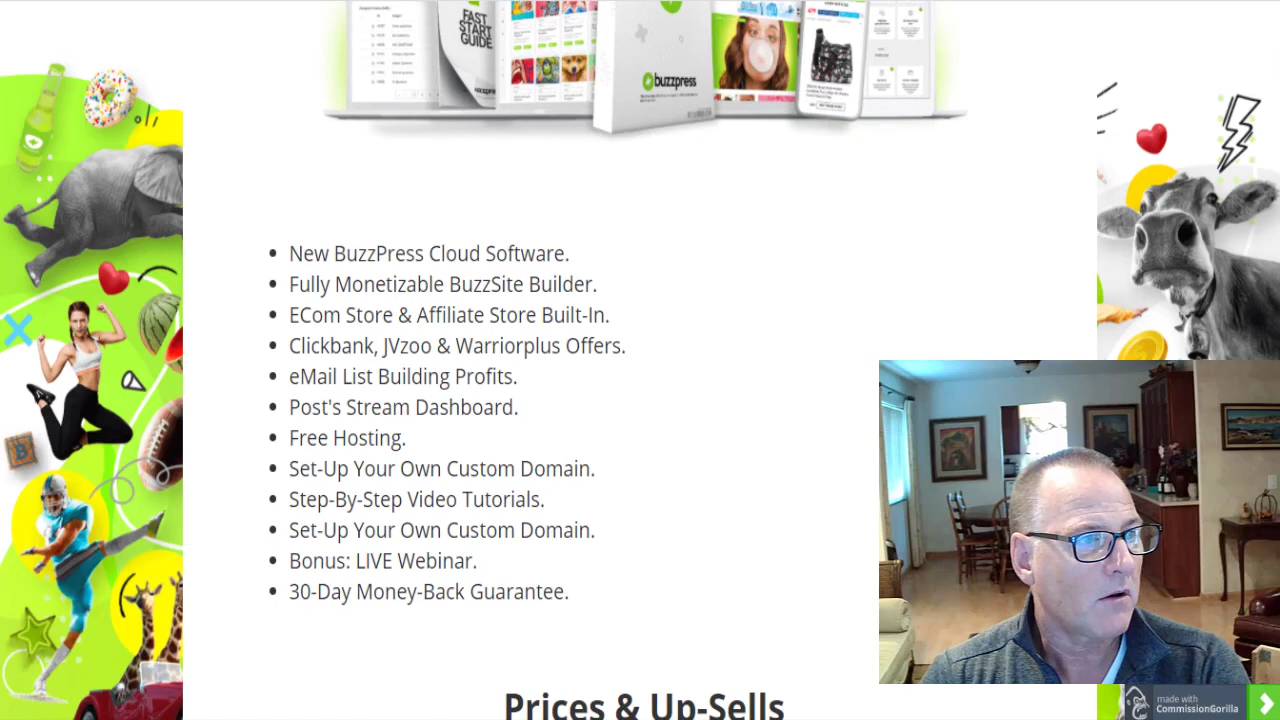 FAST
START
GUIDE
buzzpress
New BuzzPress Cloud Software.
Fully Monetizable BuzzSite Builder.
ECom Store & Affiliate Store Built-In.
Clickbank, JVzoo & Warriorplus Offers.
eMail List Building Profits.
Post's Stream Dashboard.
Free Hosting.
Set-Up Your Own Custom Domain.
Step-By-Step Video Tutorials.
Set-Up Your Own Custom Domain.
Bonus: LIVE Webinar.
30-Day Money-Back Guarantee.
Prices & Up-Sells
made with
CommissionGorilla